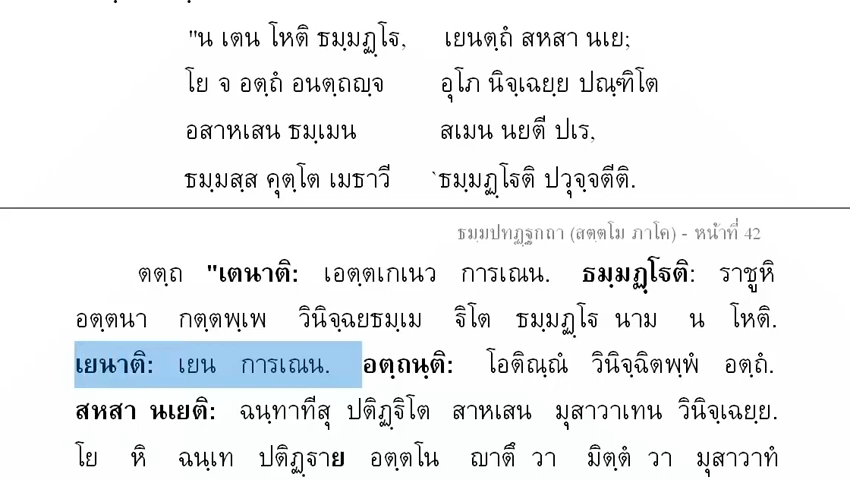 "น เตน โหติ ธมฺมฏฺโฐ, เยนตฺถํ สหสา นเย;
โย จ อตฺถํ อนตฺถญฺจ อุโภ นิจฺเฉยฺย ปณฺฑิโต
อสาหเสน ธมฺเมน สเมน นยตี ปเร,
ธมฺมสฺส คุตฺโต เมธาวี `ธมฺมฏฺโฐติ ปวุจฺจตีติ.
ธมฺมปทฏฺฐกถา (สตฺตโม ภาโค) - หน้าที่ 42
ตตฺถ "เตนาติ: เอตฺตเกเนว การเณน. ธมฺมฏฺโฐติ: ราชูหิ
อตฺตนา กตฺตพฺเพ วินิจฺฉยธมฺเม ฐิโต ธมฺมฏฺโฐ นาม น โหติ.
เยนาติ: เยน การเณน. อตฺถนฺติ: โอติณฺณํ วินิจฺฉิตพฺพํ อตฺถํ.
สหสา นเยติ: ฉนฺทาทีสุ ปติฏฺฐิโต สาหเสน มุสาวาเทน วินิจฺเฉยฺย.
โย หิ ฉนฺเท ปติฏฺฐาย อตฺตโน ญาตึ วา มิตฺตํ วา มุสาวาทํ